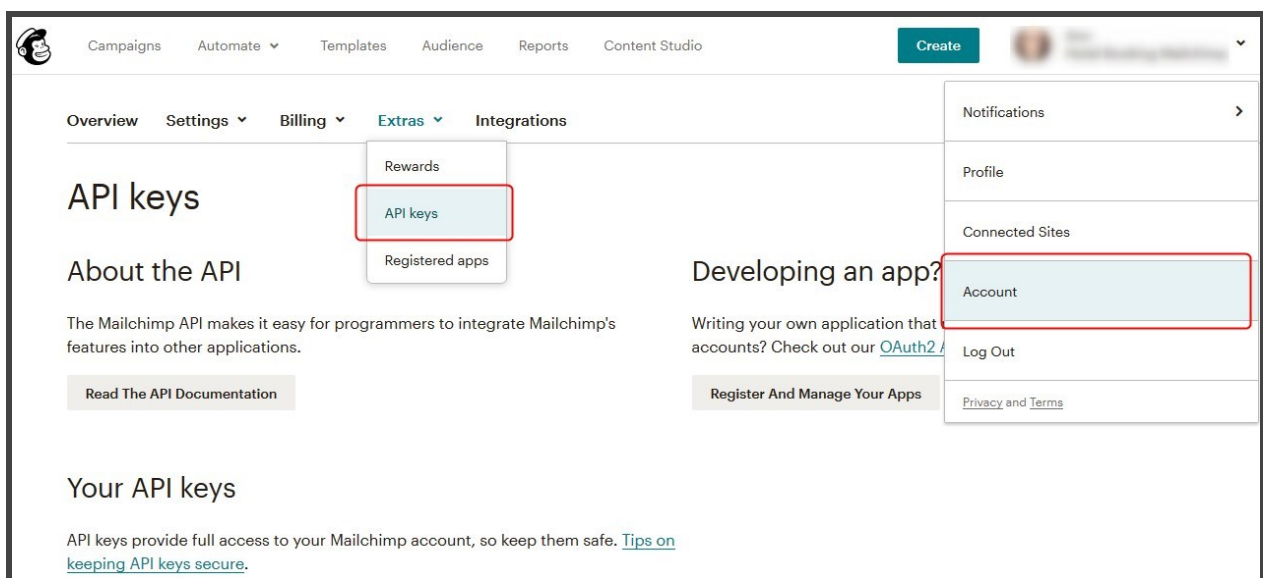 Campaigns Automate Templates Audience Reports Content Studio Create
Overview Settings Billing Extras Integrations
Notifications
Profile
Connected Sites
Account
Log Out
Privacy and Terms
Rewards
API keys
Registered apps
API keys
About the API
The Mailchimp API makes it easy for programmers to integrate Mailchimp's
features into other applications.
Read The API Documentation
Developing an app?
Writing your own application that
accounts? Check out our OAuth2
Register And Manage Your Apps
Your API keys
API keys provide full access to your Mailchimp account, so keep them safe. Tips on
keeping API keys secure.